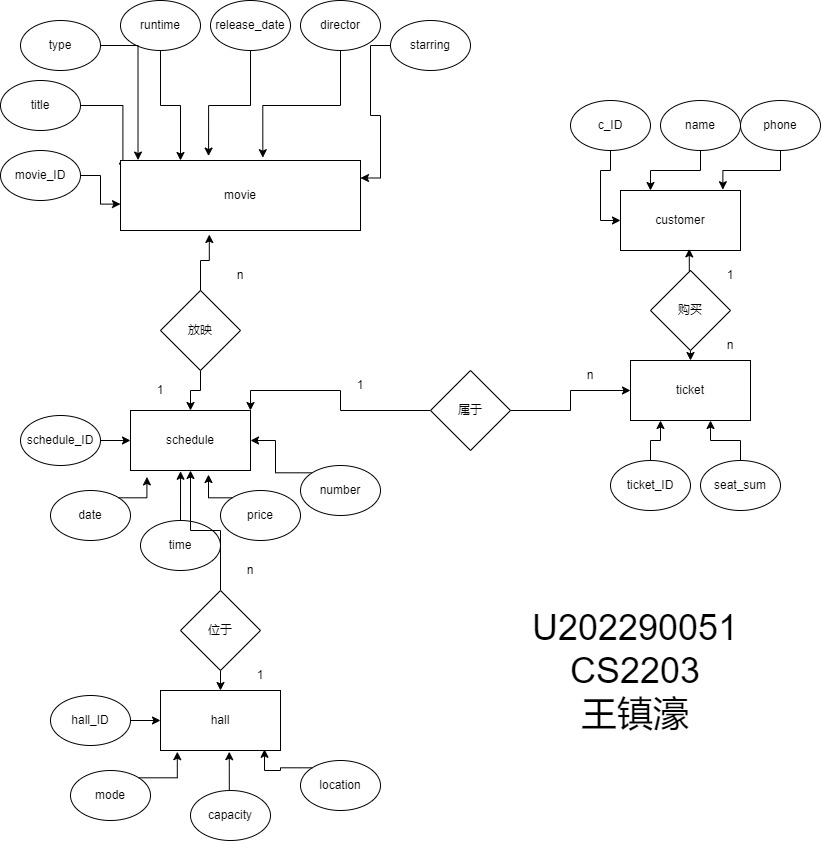 runtime
release_date
director
type
starring
title
c_ID
name
phone
movie_ID
movie
customer
n
1
购买
放映
n
1
1
n
属于
ticket
schedule_ID
schedule
number
ticket_ID
seat_sum
date
price
time
n
位于
U202290051
CS2203
王镇濠
1
hall_ID
hall
mode
location
capacity